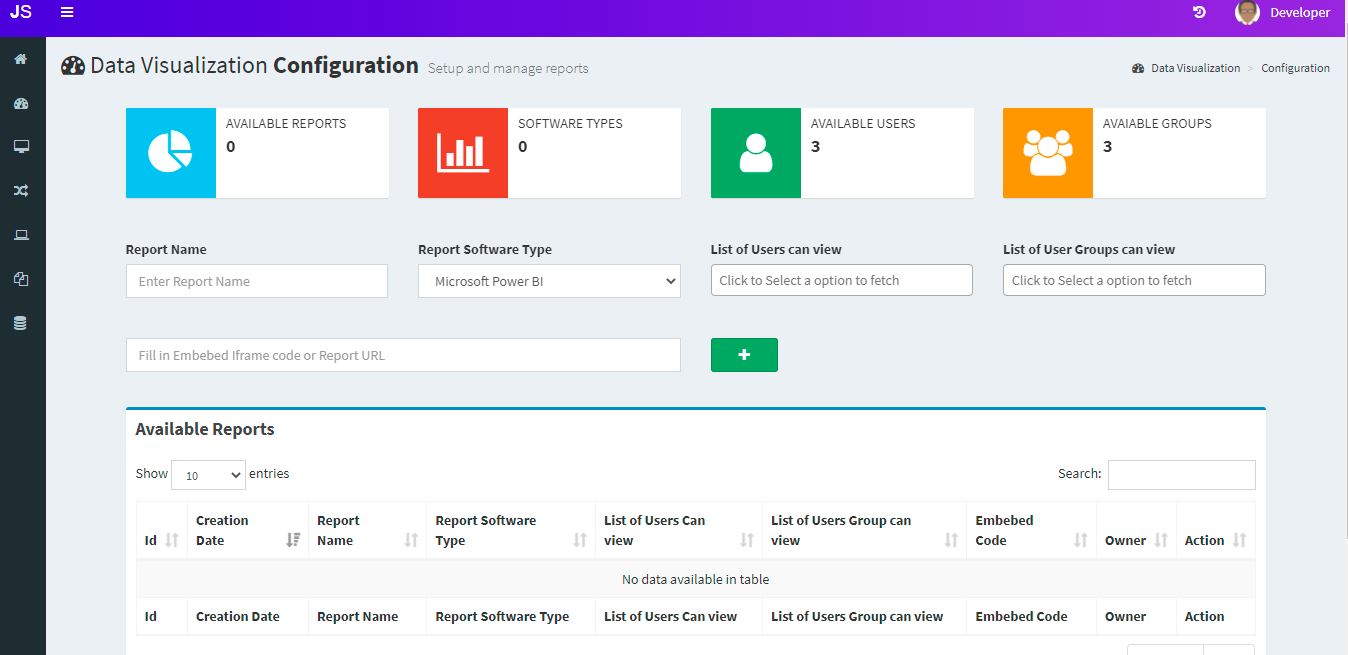 JS
Developer
Data Visualization Configuration Setup and manage reports
Data Visualization > Configuration
AVAILABLE REPORTS
0
SOFTWARE TYPES
0
AVAILABLE USERS
3
AVAIABLE GROUPS
3
Report Name
Report Software Type
List of Users can view
List of User Groups can view
Enter Report Name
Microsoft Power BI
Click to Select a option to fetch
Click to Select a option to fetch
Fill in Embebed Iframe code or Report URL
+
Available Reports
Show 10 entries
Search:
Id
Creation
Date
Report
Name
Report Software
Type
List of Users Can
view
List of Users Group can
view
Embebed
Code
Owner
Action
No data available in table
Id
Creation Date
Report Name
Report Software Type
List of Users Can view
List of Users Group can view
Embebed Code
Owner
Action